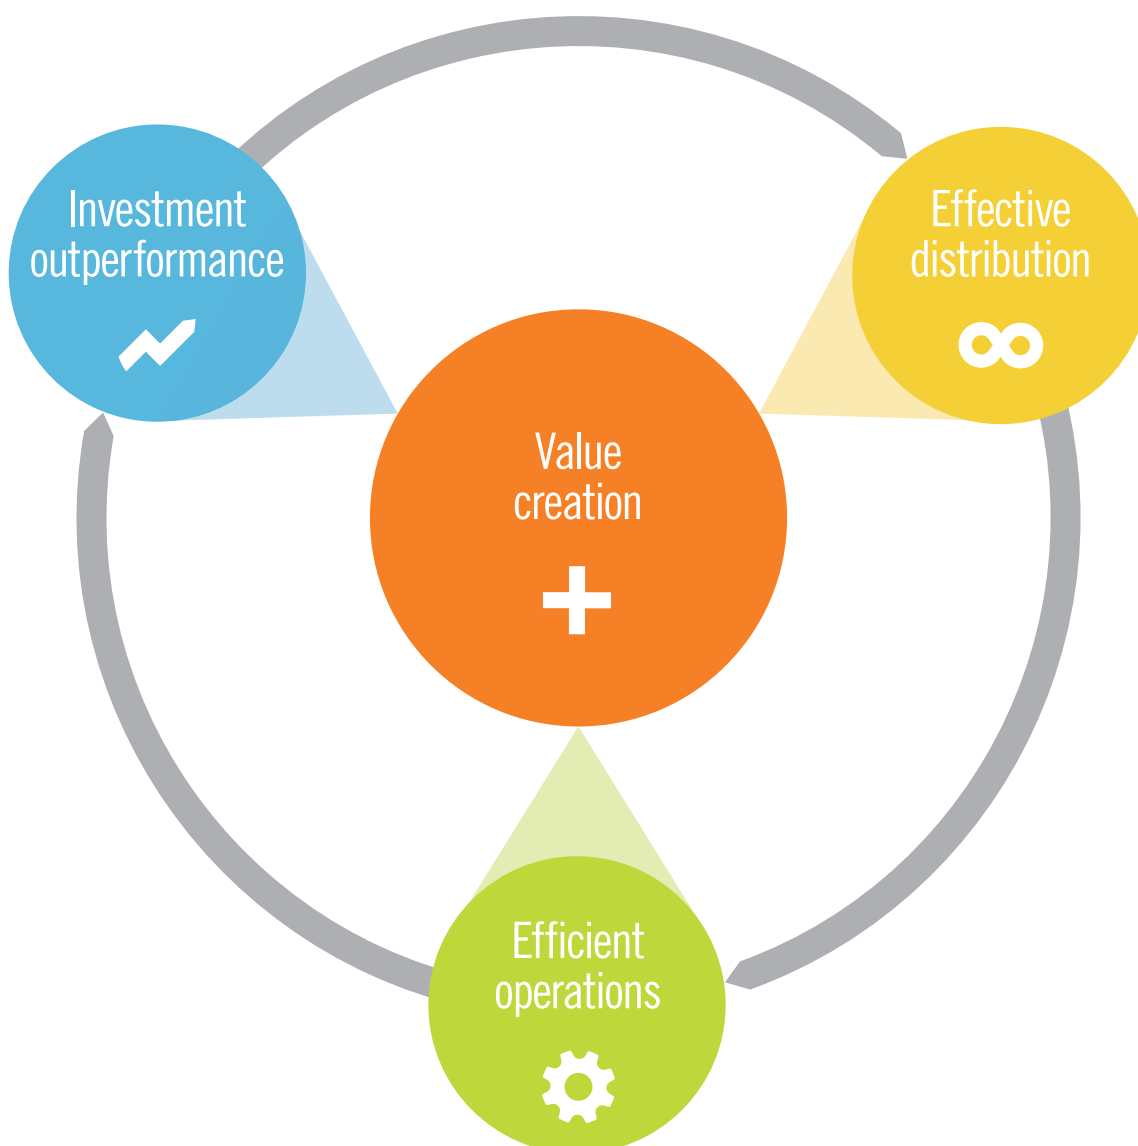 Investment
outperformance
Effective
distribution
Value
creation
Efficient
operations